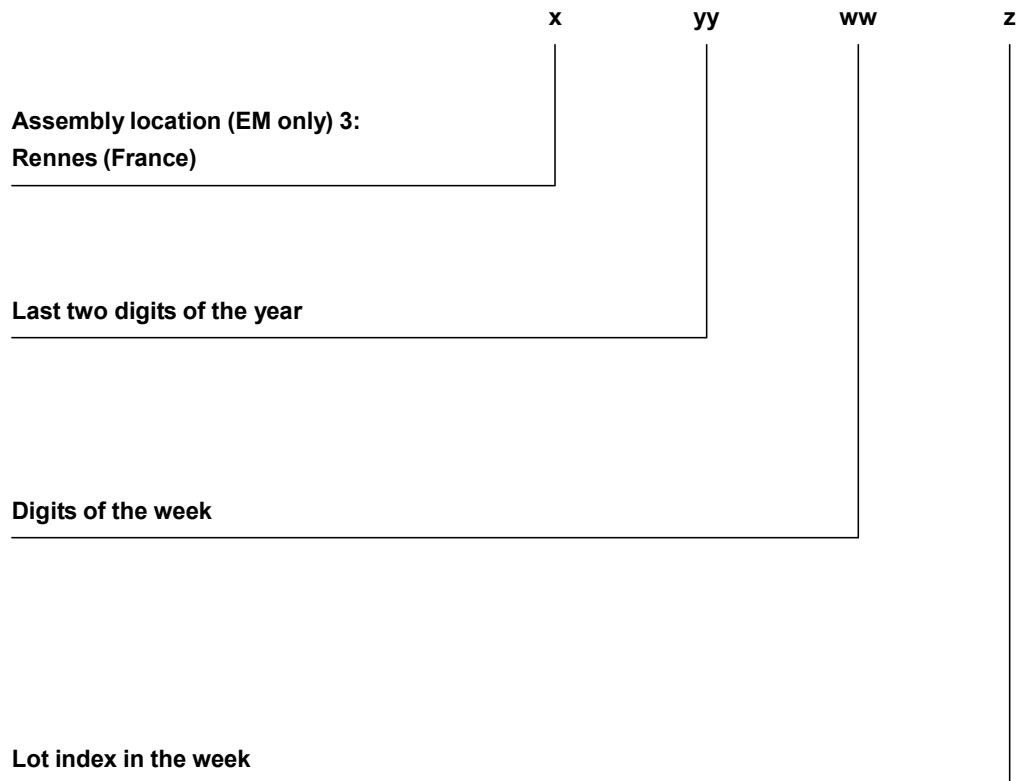 x yy ww z
Assembly location (EM only) 3:
Rennes (France)
Last two digits of the year
Digits of the week
Lot index in the week